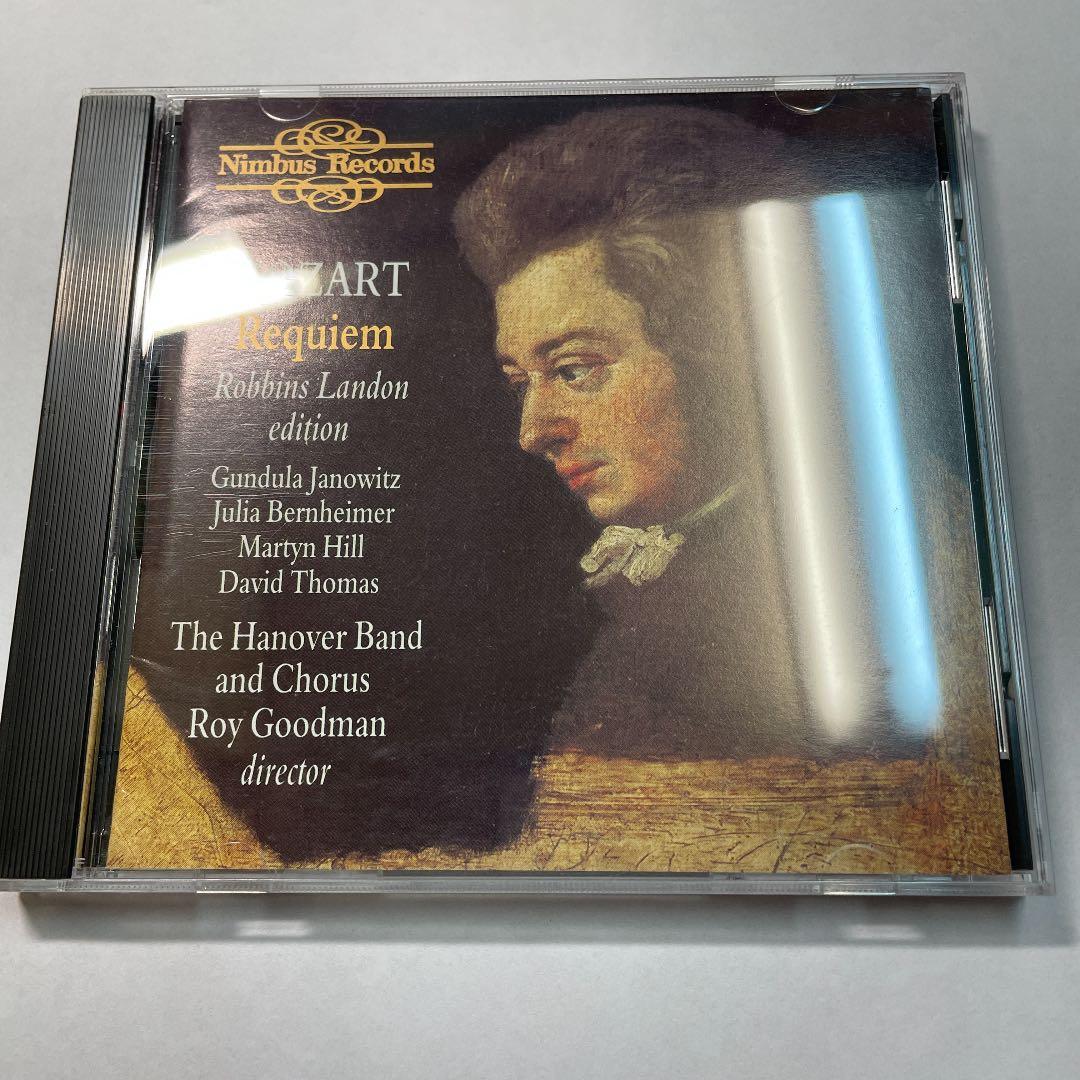 Nimbus Records
ZART
Requiem
Robbins Landon
edition
Gundula Janowitz
Julia Bernheimer
Martyn Hill
David Thomas
The Hanover Band
and Chorus
Roy Goodman
director